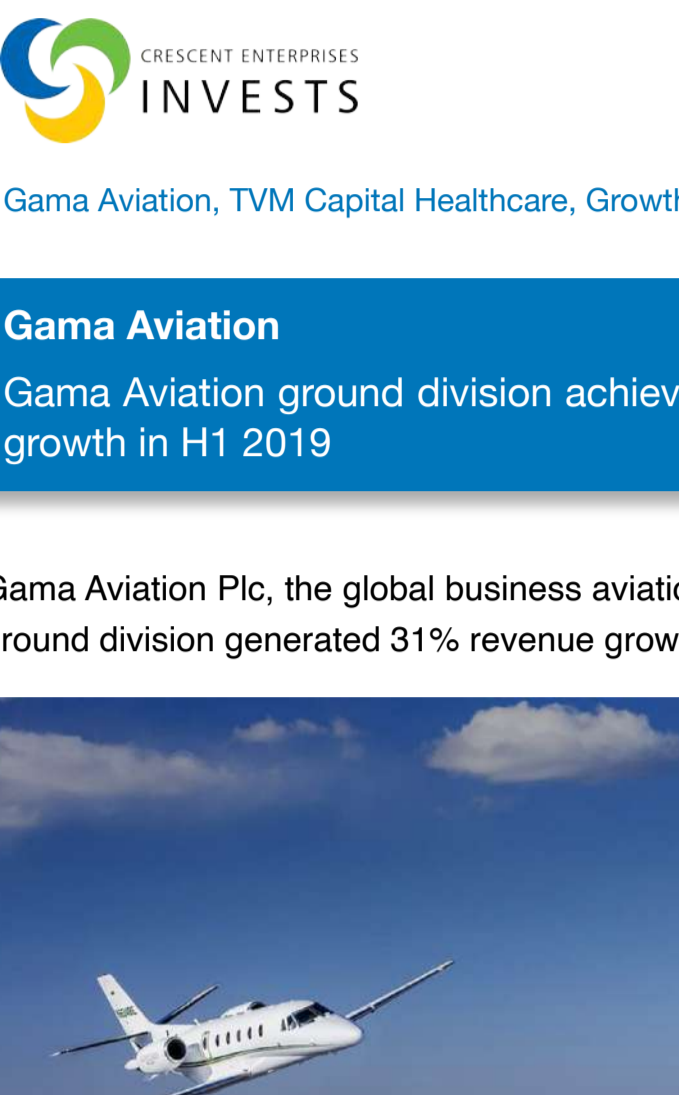 CRESCENT ENTERPRISES
INVESTS
Gama Aviation, TVM Capital Healthcare, Growth
Gama Aviation
Gama Aviation ground division achiev
growth in H1 2019
Gama Aviation Plc, the global business aviatio
round division generated 31% revenue grow